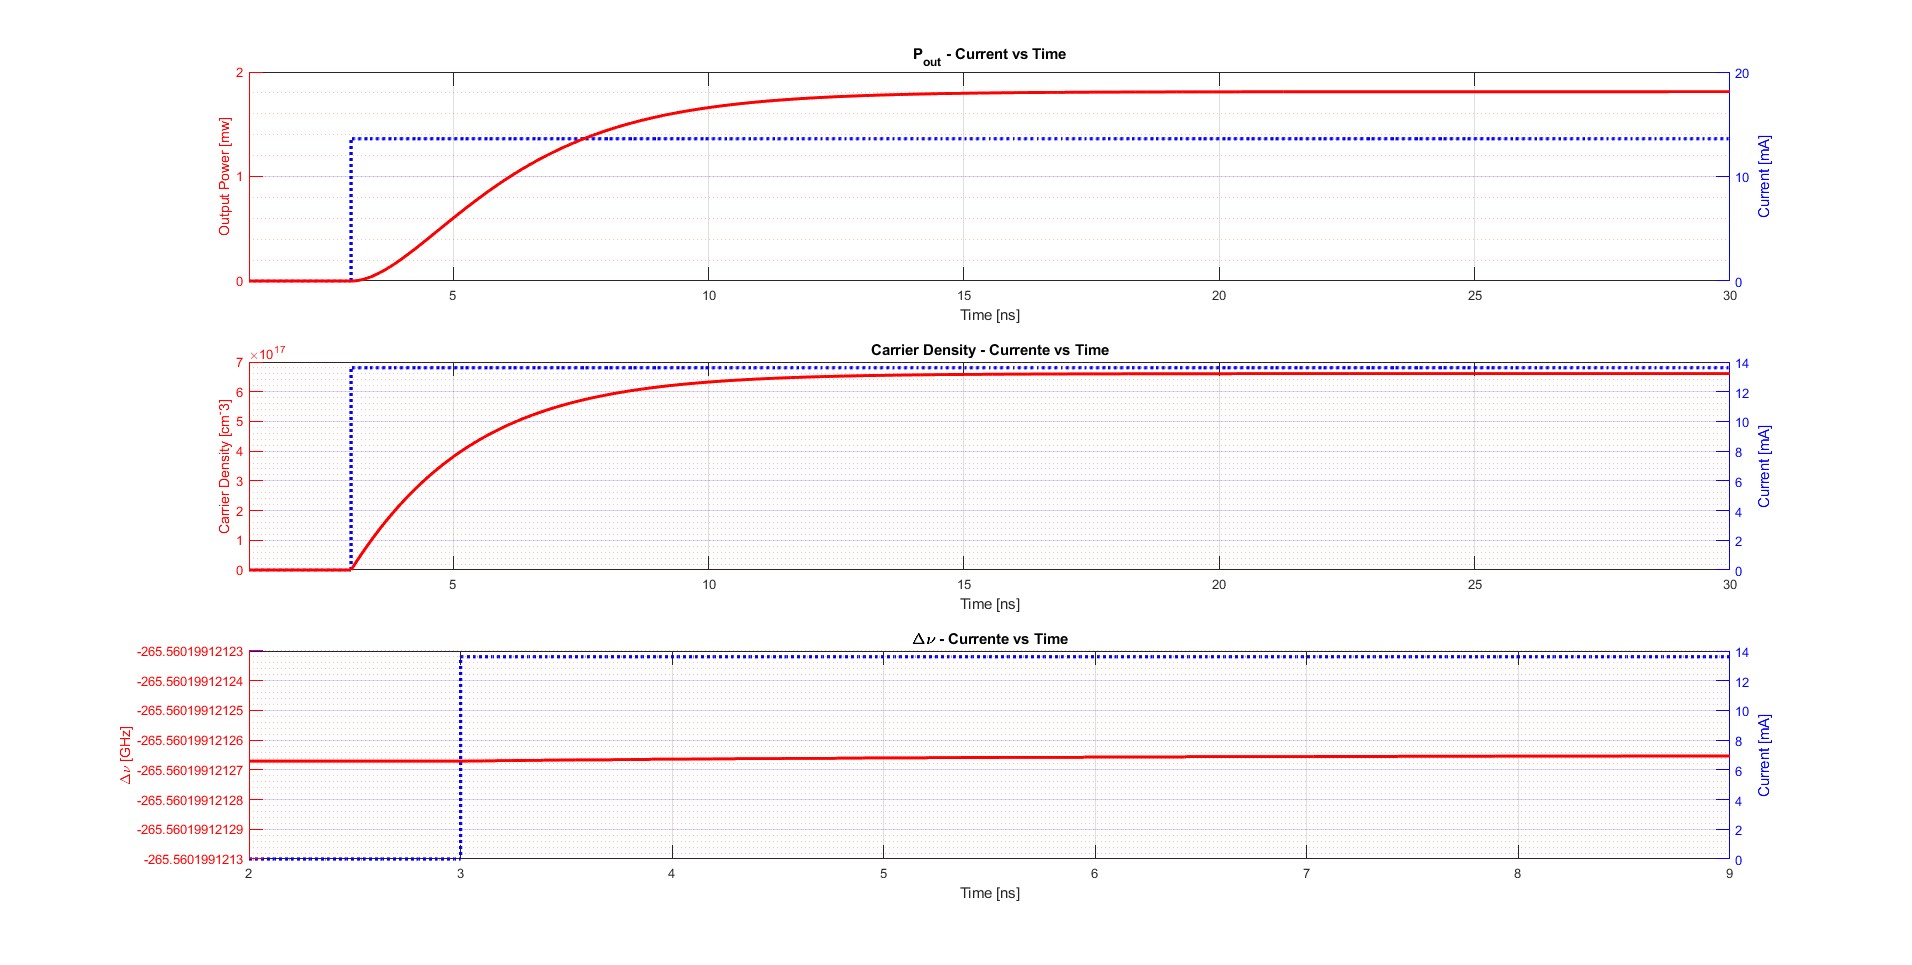 P_out - Current vs Time
2
1
0
Output Power [mw]
20
10
0
Current [mA]
5 10 15 20 25 30
Time [ns]
Carrier Density - Currente vs Time
×10^17
7
6
5
4
3
2
1
0
Carrier Density [cm^-3]
14
12
10
8
6
4
2
0
Current [mA]
5 10 15 20 25 30
Time [ns]
Δν - Currente vs Time
-265.56019912123
-265.56019912124
-265.56019912125
-265.56019912126
-265.56019912127
-265.56019912128
-265.56019912129
-265.5601991213
Δν [GHz]
14
12
10
8
6
4
2
0
Current [mA]
2 3 4 5 6 7 8 9
Time [ns]